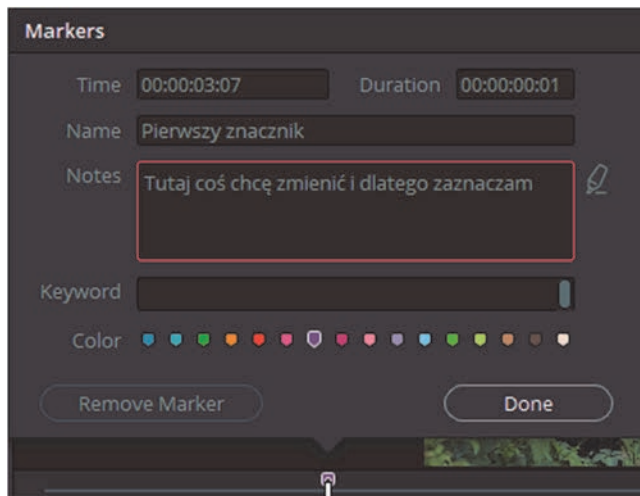 Markers
Time 00:00:03:07 Duration 00:00:00:01
Name Pierwszy znacznik
Notes Tutaj coś chcę zmienić i dlatego zaznaczam
Keyword
Color
Remove Marker Done